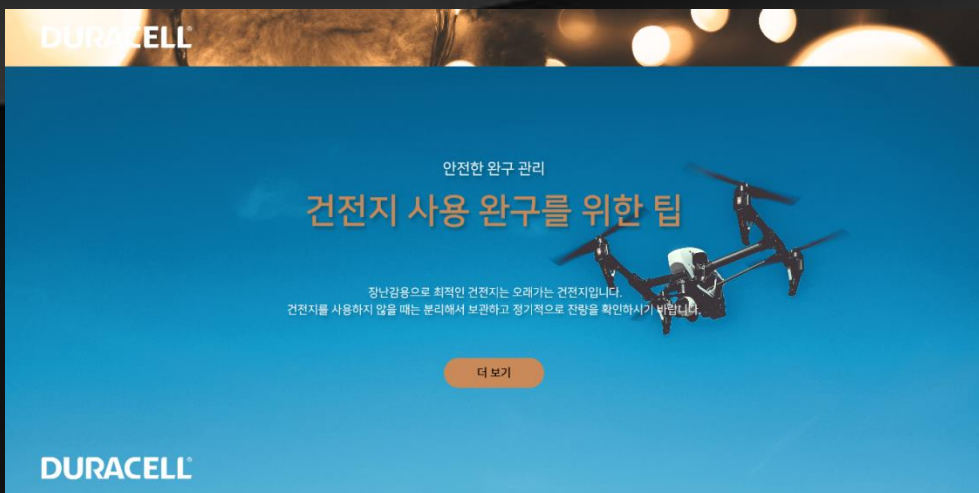 DURACELL
안전한 완구 관리
건전지 사용 완구를 위한 팁
장난감용으로 최적인 건전지는 오래가는 건전지입니다.
건전지를 사용하지 않을 때는 분리해서 보관하고 정기적으로 잔량을 확인하시기 바랍니다.
더 보기
DURACELL